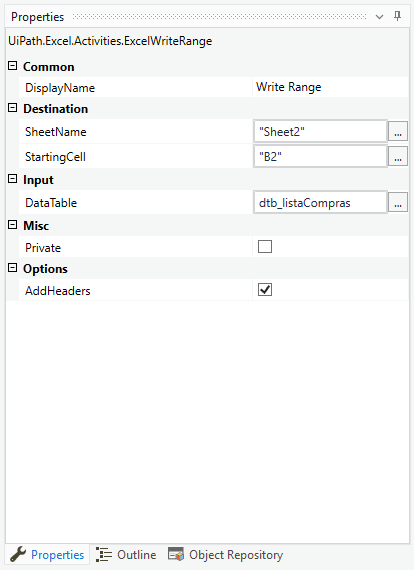 Properties
UiPath.Excel.Activities.ExcelWriteRange
Common
DisplayName Write Range
Destination
SheetName "Sheet2" ...
StartingCell "B2" ...
Input
DataTable dtb_listaCompras ...
Misc
Private
Options
AddHeaders
Properties Outline Object Repository